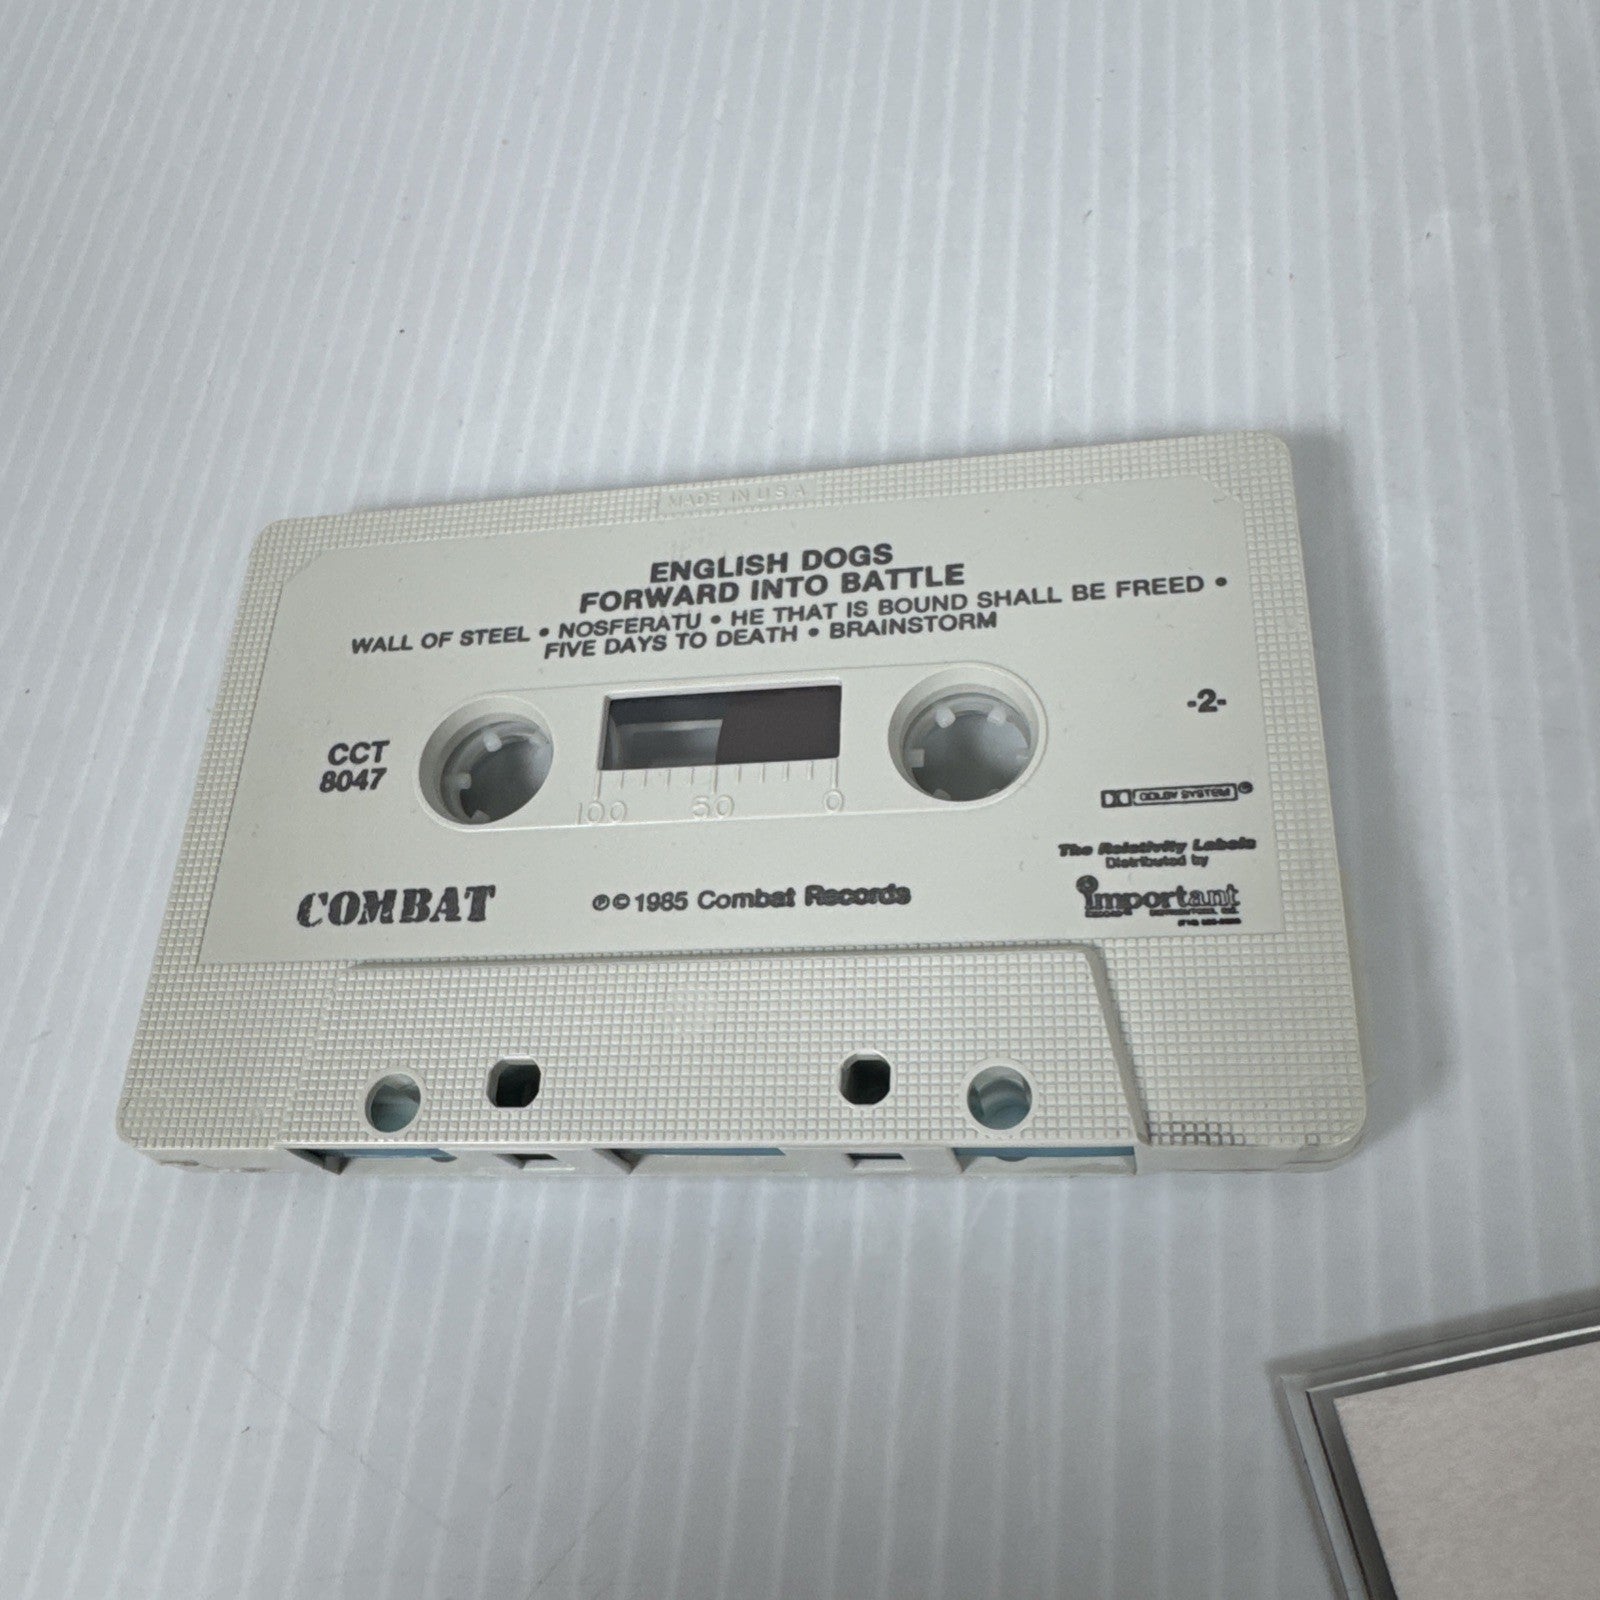 MADE IN U.S.A.
ENGLISH DOGS
FORWARD INTO BATTLE
WALL OF STEEL • NOSFERATU • HE THAT IS BOUND SHALL BE FREED •
FIVE DAYS TO DEATH • BRAINSTORM
-2-
CCT
8047
100 50 0
DOLBY SYSTEM
The Relativity Labels
Distributed by
important
COMBAT
℗©1985 Combat Records